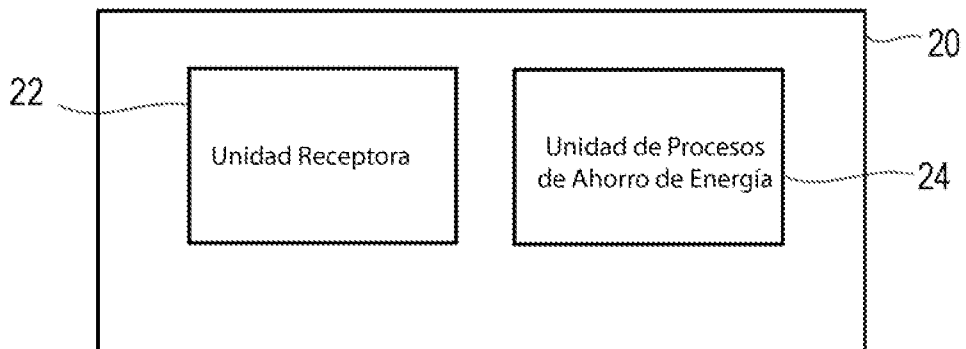 20
22
Unidad Receptora
Unidad de Procesos
de Ahorro de Energía
24